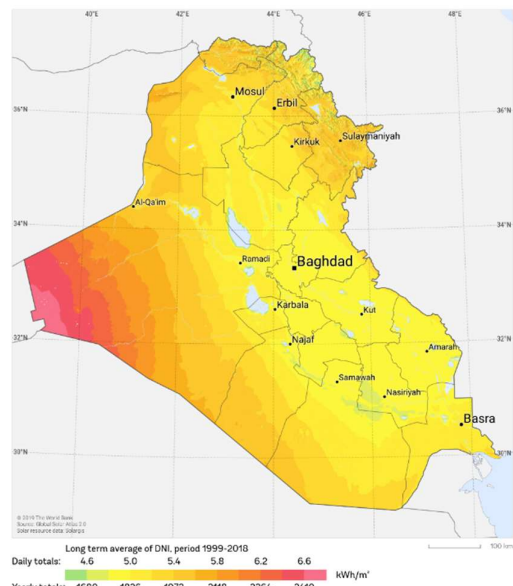 40°E 42°E 44°E 46°E 48°E
36°N 36°N
34°N 34°N
32°N 32°N
30°N 30°N
Mosul
Erbil
Kirkuk
Sulaymaniyah
Al-Qa'im
Ramadi
Baghdad
Karbala
Kut
Najaf
Amarah
Samawah
Nasiriyah
Basra
© 2019 The World Bank
Source: Global Solar Atlas 2.0
Solar resource data: Solargis
100 km
Long term average of DNI, period 1999-2018
Daily totals: 4.6 5.0 5.4 5.8 6.2 6.6
kWh/m²
Yearly totals: